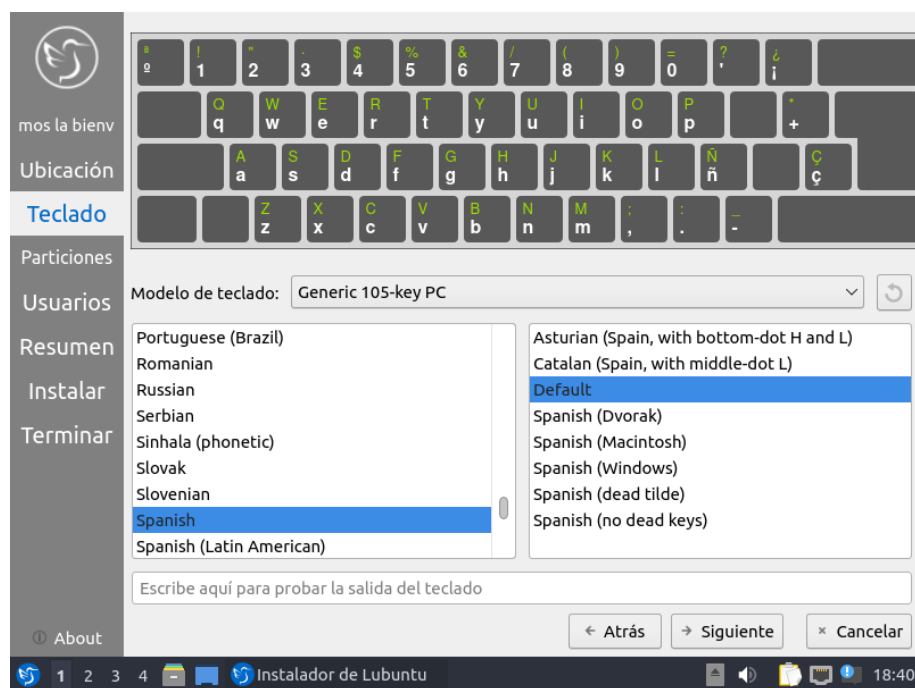 ª ! " · $ % & / ( ) = ? ¿
º 1 2 3 4 5 6 7 8 9 0 ' ¡
Q W E R T Y U I O P *
q w e r t y u i o p +
A S D F G H J K L Ñ Ç
a s d f g h j k l ñ ç
Z X C V B N M ; : _
z x c v b n m , . -
mos la bienv
Ubicación
Teclado
Particiones
Usuarios
Resumen
Instalar
Terminar
About
Modelo de teclado: Generic 105-key PC
Portuguese (Brazil)
Romanian
Russian
Serbian
Sinhala (phonetic)
Slovak
Slovenian
Spanish
Spanish (Latin American)
Asturian (Spain, with bottom-dot H and L)
Catalan (Spain, with middle-dot L)
Default
Spanish (Dvorak)
Spanish (Macintosh)
Spanish (Windows)
Spanish (dead tilde)
Spanish (no dead keys)
Escribe aquí para probar la salida del teclado
Atrás Siguiente Cancelar
1 2 3 4 Instalador de Lubuntu 18:40